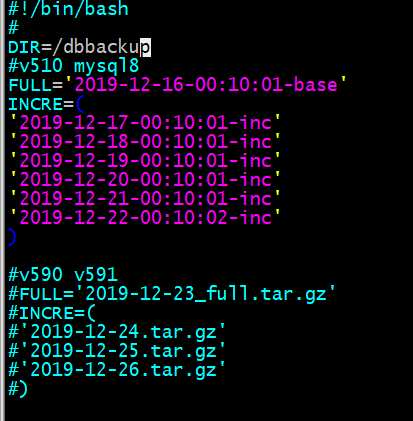 #!/bin/bash
#
DIR=/dbbackup
#v510 mysql8
FULL='2019-12-16-00:10:01-base'
INCRE=(
'2019-12-17-00:10:01-inc'
'2019-12-18-00:10:01-inc'
'2019-12-19-00:10:01-inc'
'2019-12-20-00:10:01-inc'
'2019-12-21-00:10:01-inc'
'2019-12-22-00:10:02-inc'
)
#v590 v591
#FULL='2019-12-23_full.tar.gz'
#INCRE=(
#'2019-12-24.tar.gz'
#'2019-12-25.tar.gz'
#'2019-12-26.tar.gz'
#)